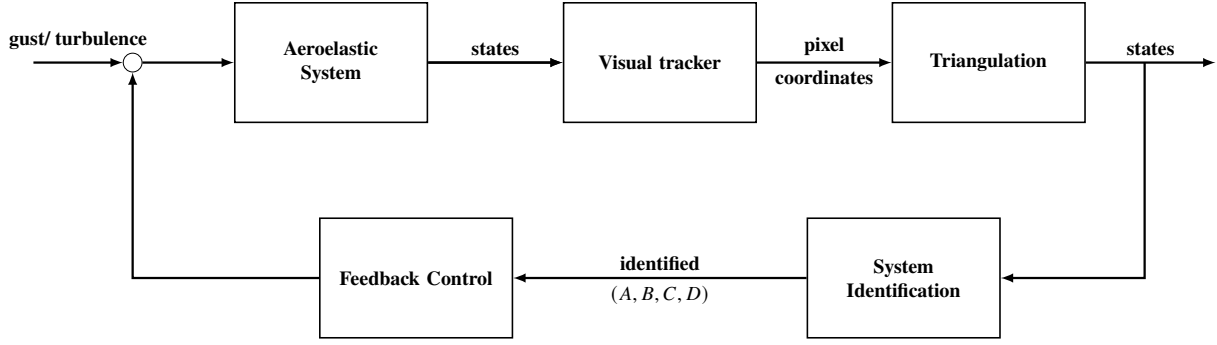 gust/ turbulence
Aeroelastic
System
states
Visual tracker
pixel
coordinates
Triangulation
states
Feedback Control
identified
(A, B, C, D)
System
Identification